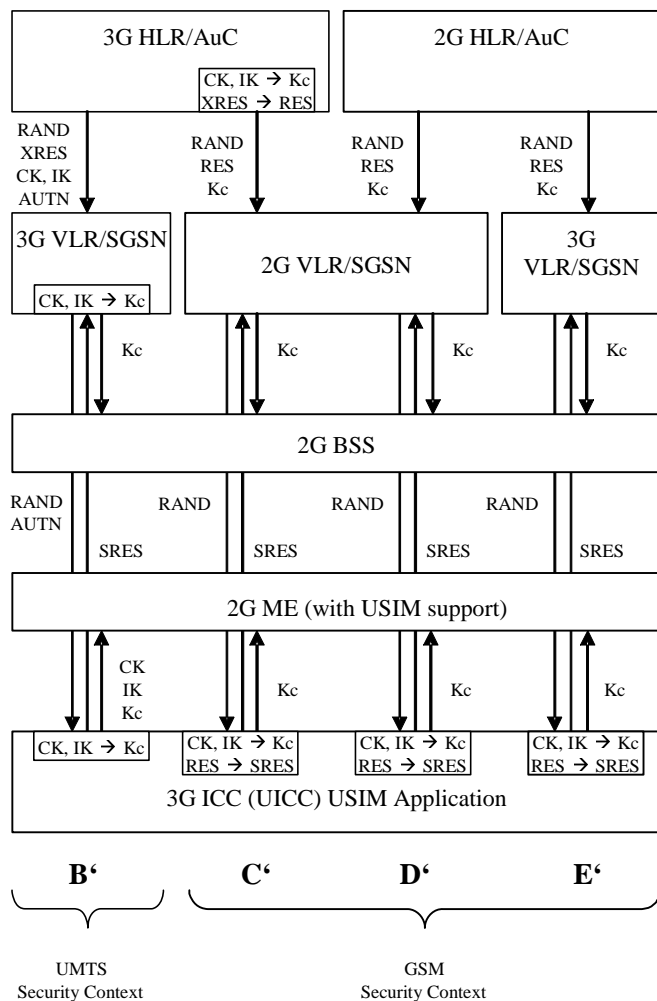 3G HLR/AuC
2G HLR/AuC
CK, IK → Kc
XRES → RES
RAND
XRES
CK, IK
AUTN
RAND
RES
Kc
RAND
RES
Kc
RAND
RES
Kc
3G VLR/SGSN
CK, IK → Kc
2G VLR/SGSN
3G
VLR/SGSN
Kc
Kc
Kc
Kc
2G BSS
RAND
AUTN
RAND
RAND
RAND
SRES
SRES
SRES
SRES
2G ME (with USIM support)
CK
IK
Kc
Kc
Kc
Kc
CK, IK → Kc
CK, IK → Kc
RES → SRES
CK, IK → Kc
RES → SRES
CK, IK → Kc
RES → SRES
3G ICC (UICC) USIM Application
B‘
C‘
D‘
E‘
UMTS
Security Context
GSM
Security Context